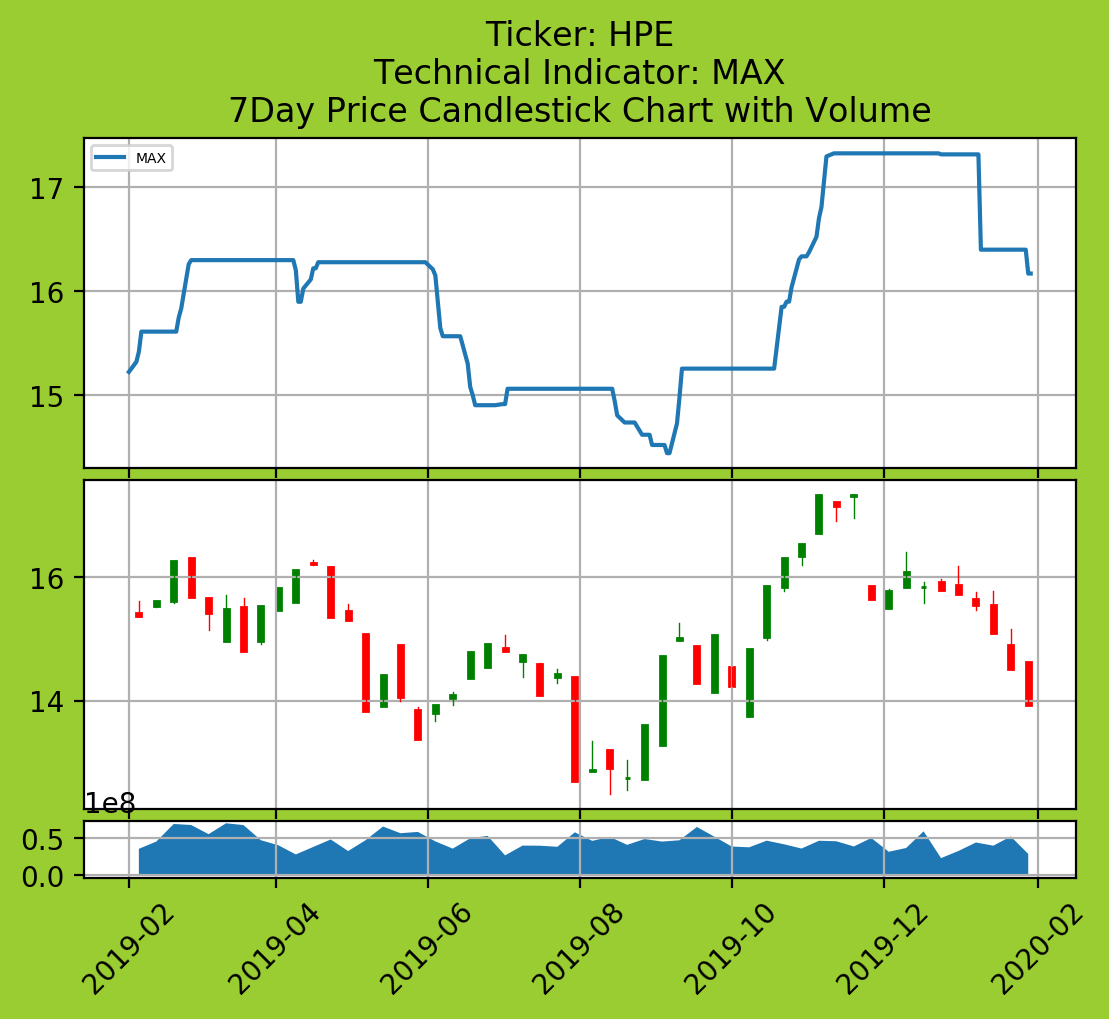 Ticker: HPE
Technical Indicator: MAX
7Day Price Candlestick Chart with Volume
MAX
17
16
15
16
14
1e8
0.5
0.0
2019-02
2019-04
2019-06
2019-08
2019-10
2019-12
2020-02